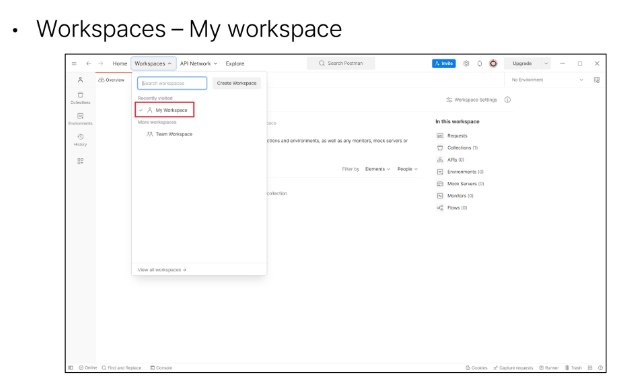 • Workspaces – My workspace
Home Workspaces API Network Explore Search Postman Invite Upgrade
Overview No Environment
Search workspaces Create Workspace
Recently visited
My Workspace
More workspaces
Team Workspace
View all workspaces →
Collections
Environments
History
Workspace Settings
ctions and environments, as well as any monitors, mock servers or
Filter by Elements People
collection
In this workspace
Requests
Collections (1)
APIs (0)
Environments (0)
Mock Servers (0)
Monitors (0)
Flows (0)
Online Find and Replace Console Cookies Capture requests Runner Trash